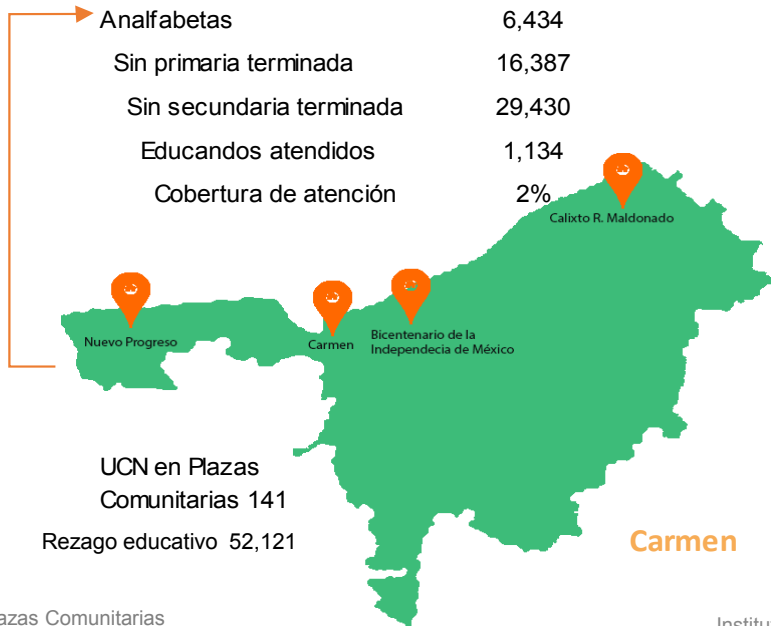 Analfabetas 6,434
Sin primaria terminada 16,387
Sin secundaria terminada 29,430
Educandos atendidos 1,134
Cobertura de atención 2%
Calixto R. Maldonado
Nuevo Progreso
Carmen
Bicentenario de la
Independecia de México
UCN en Plazas
Comunitarias 141
Rezago educativo 52,121
Carmen
Comunitarias